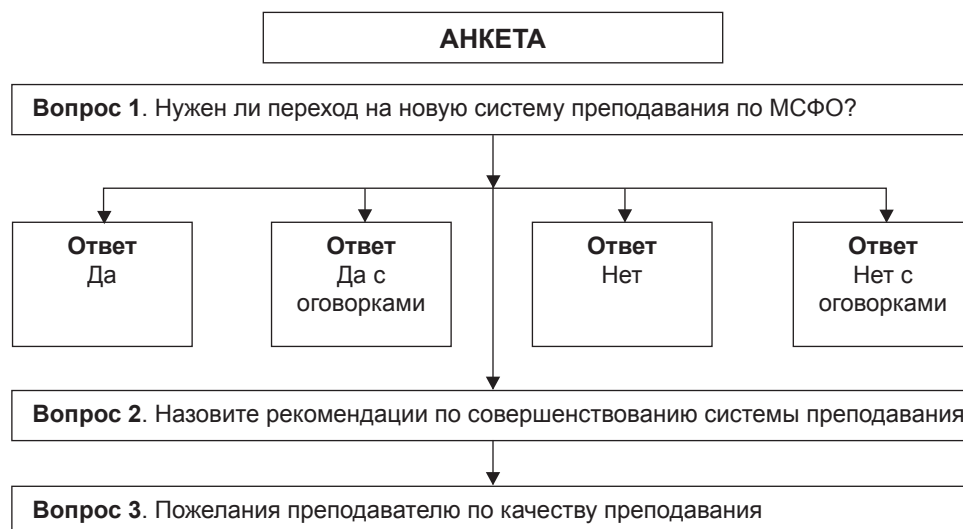 АНКЕТА
Вопрос 1. Нужен ли переход на новую систему преподавания по МСФО?
Ответ
Да
Ответ
Да с
оговорками
Ответ
Нет
Ответ
Нет с
оговорками
Вопрос 2. Назовите рекомендации по совершенствованию системы преподавания
Вопрос 3. Пожелания преподавателю по качеству преподавания